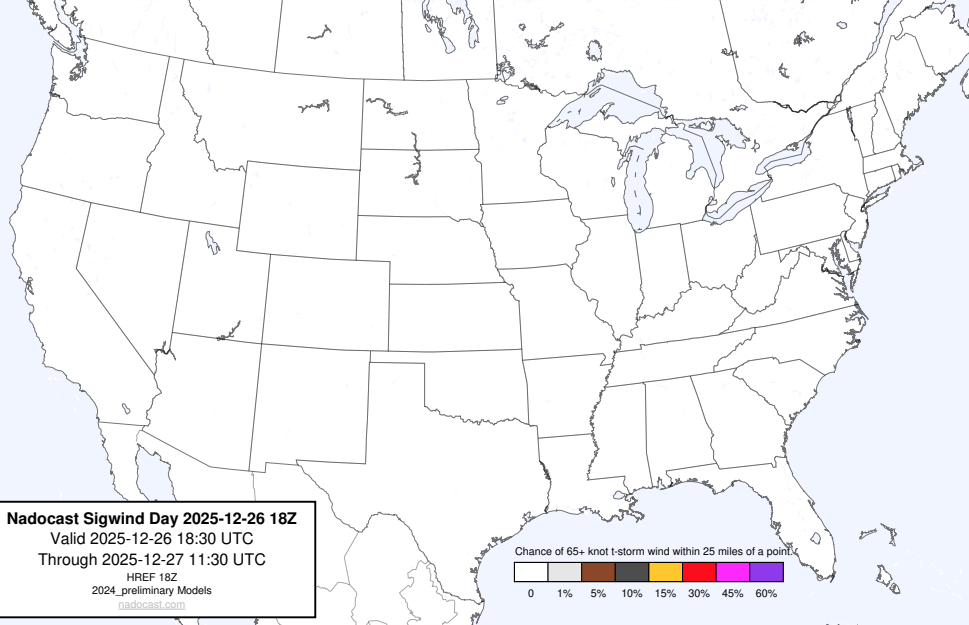 Nadocast Sigwind Day 2025-12-26 18Z
Valid 2025-12-26 18:30 UTC
Through 2025-12-27 11:30 UTC
HREF 18Z
2024_preliminary Models
nadocast.com
Chance of 65+ knot t-storm wind within 25 miles of a point.
0 1% 5% 10% 15% 30% 45% 60%